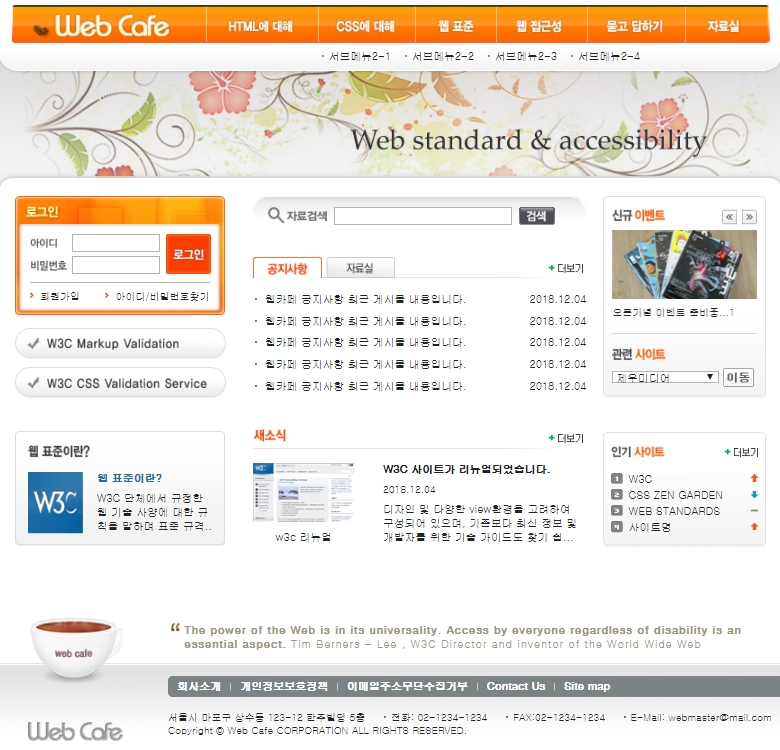 Web Cafe HTML에 대해 CSS에 대해 웹 표준 웹 접근성 묻고 답하기 자료실
· 서브메뉴2-1 · 서브메뉴2-2 · 서브메뉴2-3 · 서브메뉴2-4
Web standard & accessibility
로그인
아이디
비밀번호
로그인
회원가입 아이디/비밀번호찾기
W3C Markup Validation
W3C CSS Validation Service
웹 표준이란?
W3C
웹 표준이란?
W3C 단체에서 규정한
웹 기술 사양에 대한 규
칙을 말하며 표준 규격..
자료검색 검색
공지사항 자료실 + 더보기
· 웹카페 공지사항 최근 게시물 내용입니다. 2018.12.04
· 웹카페 공지사항 최근 게시물 내용입니다. 2018.12.04
· 웹카페 공지사항 최근 게시물 내용입니다. 2018.12.04
· 웹카페 공지사항 최근 게시물 내용입니다. 2018.12.04
· 웹카페 공지사항 최근 게시물 내용입니다. 2018.12.04
새소식 + 더보기
w3c 리뉴얼
W3C 사이트가 리뉴얼되었습니다.
2018.12.04
디자인 및 다양한 view환경을 고려하여
구성되어 있으며, 기존보다 최신 정보 및
개발자를 위한 기술 가이드도 찾기 쉽...
신규 이벤트 « »
오픈기념 이벤트 준비중...1
관련 사이트
제우미디어 ▼ 이동
인기 사이트 + 더보기
1 W3C
2 CSS ZEN GARDEN
3 WEB STANDARDS
4 사이트명
“ The power of the Web is in its universality. Access by everyone regardless of disability is an
essential aspect. Tim Berners - Lee , W3C Director and inventor of the World Wide Web
web cafe
회사소개 | 개인정보보호정책 | 이메일주소무단수집거부 | Contact Us | Site map
Web Cafe
서울시 마포구 상수동 123-12 한주빌딩 5층 · 전화: 02-1234-1234 · FAX:02-1234-1234 · E-Mail: webmaster@mail.com
Copyright © Web Cafe CORPORATION ALL RIGHTS RESERVED.